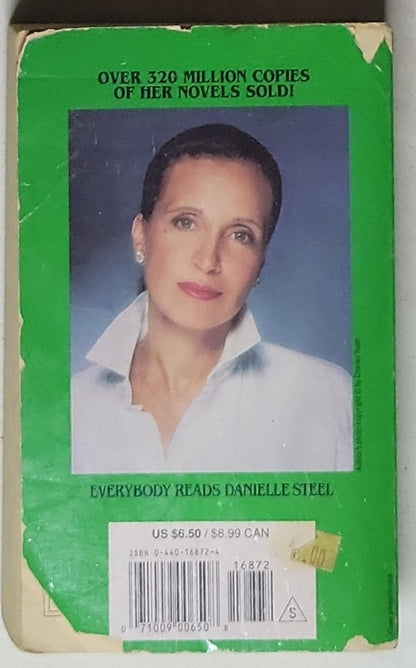 OVER 320 MILLION COPIES
OF HER NOVELS SOLD!
EVERYBODY READS DANIELLE STEEL
US $6.50 / $8.99 CAN
ISBN 0-440-16872-4
16872
0 71009 00650 8
S